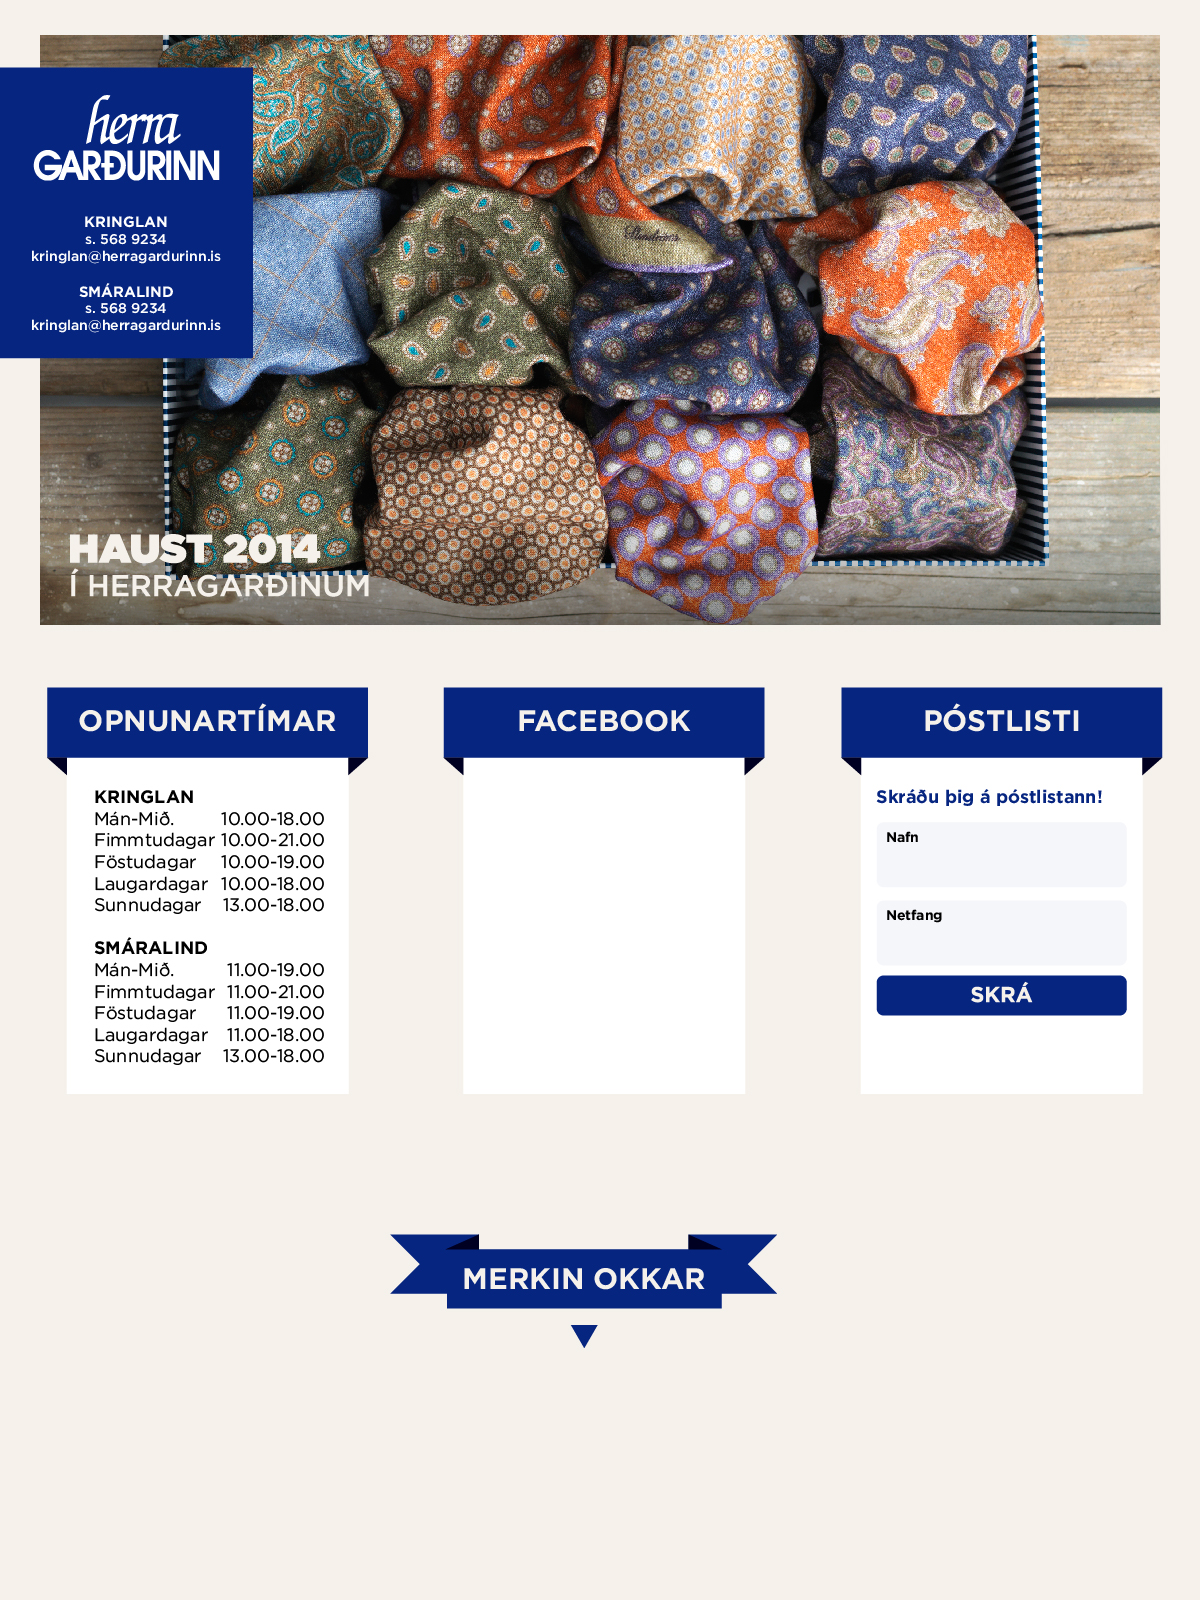 herra
GARÐURINN
KRINGLAN
s. 568 9234
kringlan@herragardurinn.is
SMÁRALIND
s. 568 9234
kringlan@herragardurinn.is
HAUST 2014
Í HERRAGARÐINUM
OPNUNARTÍMAR
KRINGLAN
Mán-Mið. 10.00-18.00
Fimmtudagar 10.00-21.00
Föstudagar 10.00-19.00
Laugardagar 10.00-18.00
Sunnudagar 13.00-18.00
SMÁRALIND
Mán-Mið. 11.00-19.00
Fimmtudagar 11.00-21.00
Föstudagar 11.00-19.00
Laugardagar 11.00-18.00
Sunnudagar 13.00-18.00
FACEBOOK
PÓSTLISTI
Skráðu þig á póstlistann!
Nafn
Netfang
SKRÁ
MERKIN OKKAR